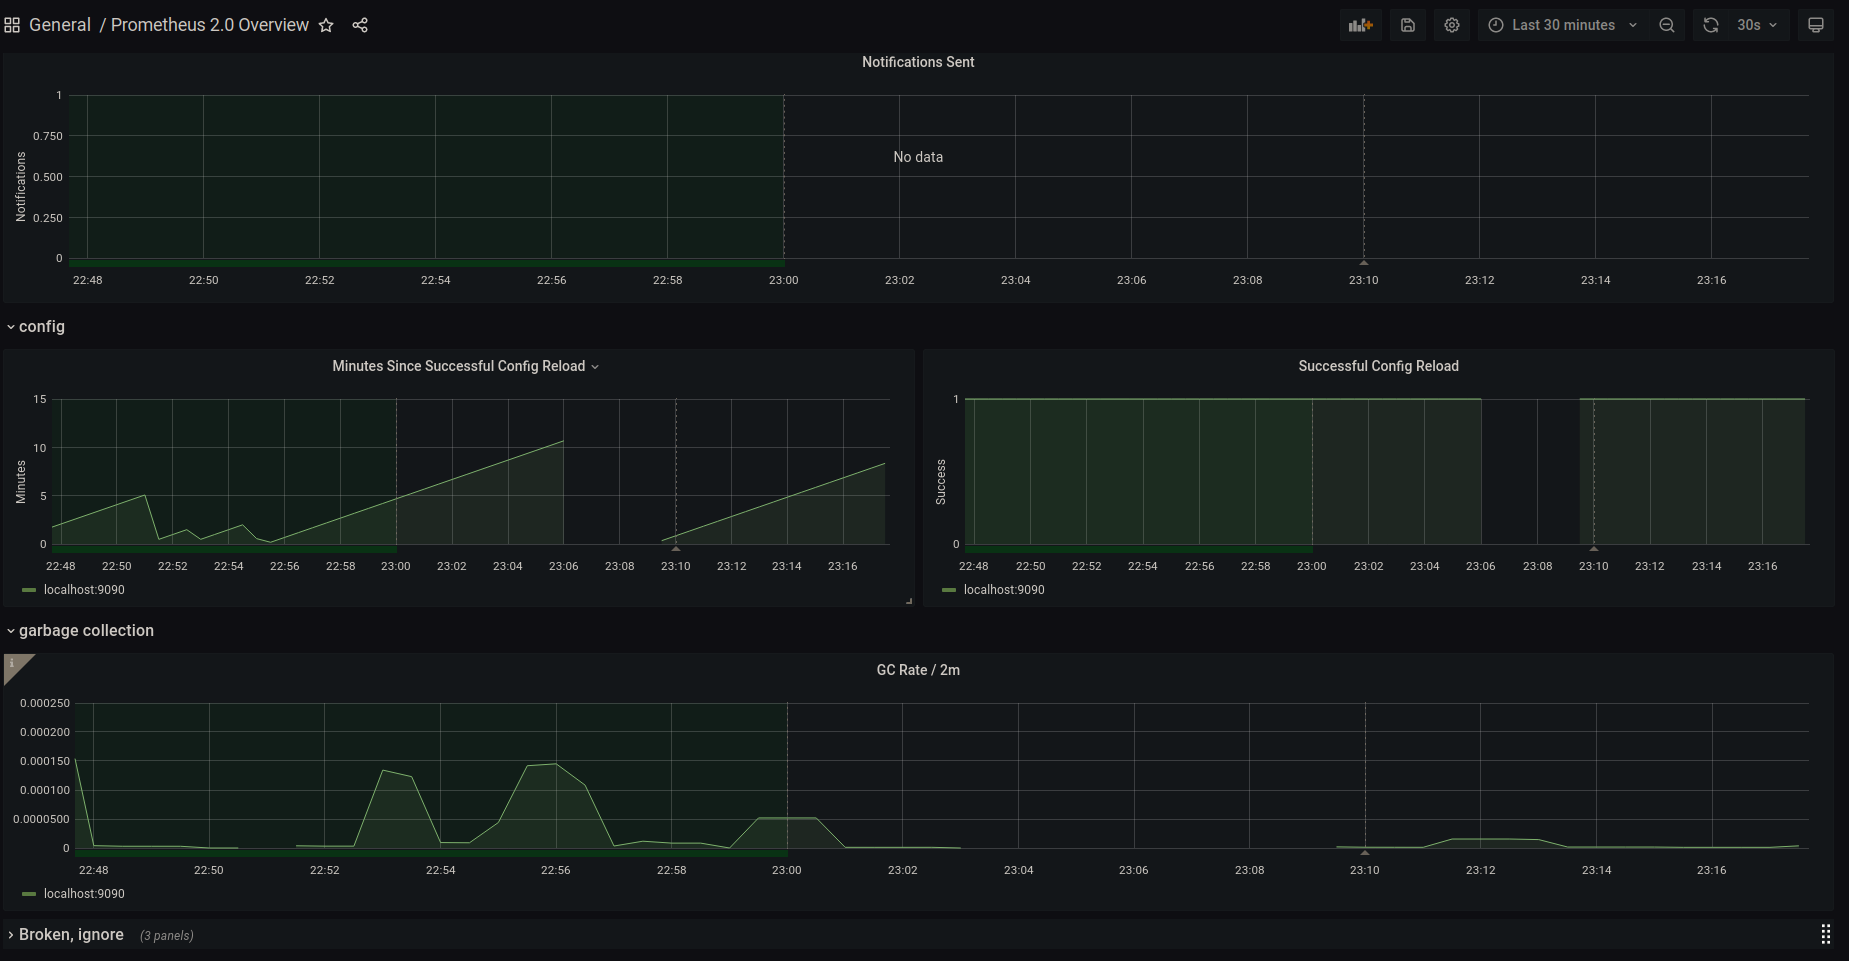 General / Prometheus 2.0 Overview
Last 30 minutes
30s
Notifications Sent
Notifications
1
0.750
0.500
0.250
0
No data
22:48 22:50 22:52 22:54 22:56 22:58 23:00 23:02 23:04 23:06 23:08 23:10 23:12 23:14 23:16
config
Minutes Since Successful Config Reload
Minutes
15
10
5
0
22:48 22:50 22:52 22:54 22:56 22:58 23:00 23:02 23:04 23:06 23:08 23:10 23:12 23:14 23:16
localhost:9090
Successful Config Reload
Success
1
0
22:48 22:50 22:52 22:54 22:56 22:58 23:00 23:02 23:04 23:06 23:08 23:10 23:12 23:14 23:16
localhost:9090
garbage collection
i
GC Rate / 2m
0.000250
0.000200
0.000150
0.000100
0.0000500
0
22:48 22:50 22:52 22:54 22:56 22:58 23:00 23:02 23:04 23:06 23:08 23:10 23:12 23:14 23:16
localhost:9090
Broken, ignore (3 panels)